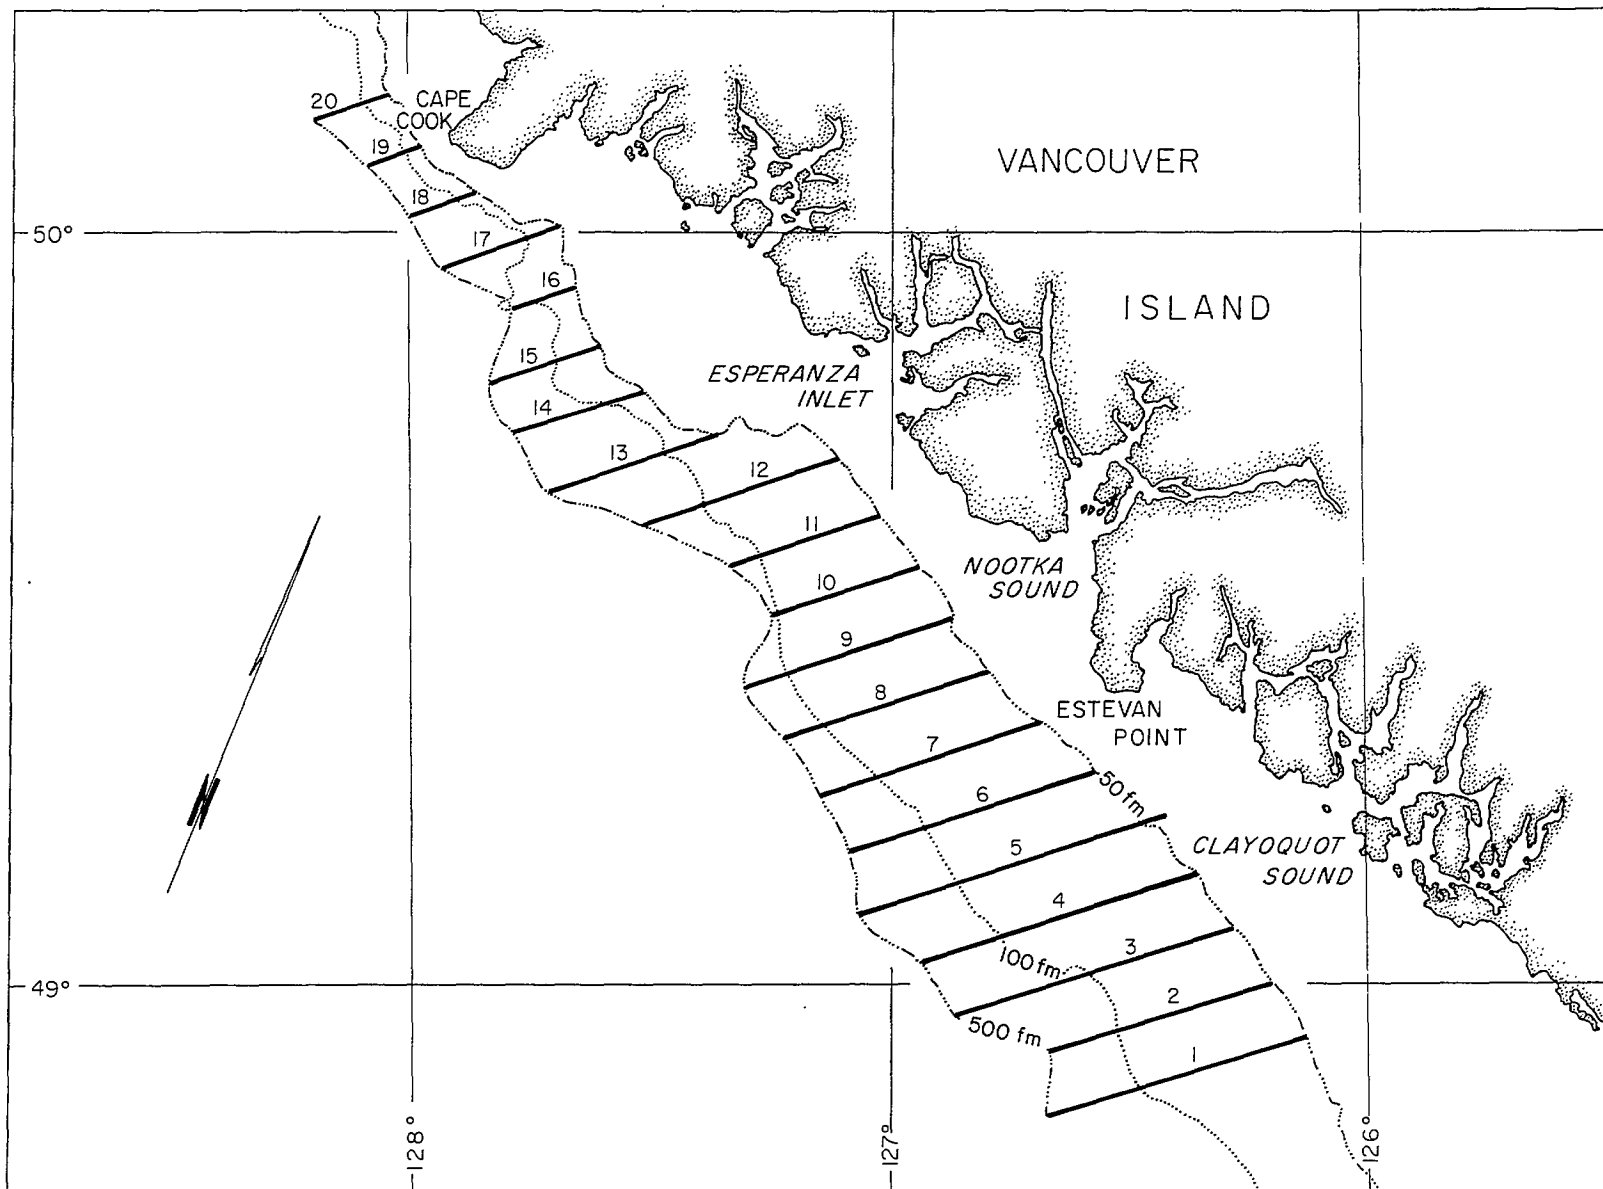 20
CAPE
COOK
19
18
50°
17
16
15
14
13
12
11
10
9
8
7
6
5
4
3
2
1
VANCOUVER
ISLAND
ESPERANZA
INLET
NOOTKA
SOUND
ESTEVAN
POINT
50 fm
CLAYOQUOT
SOUND
100 fm
49°
500 fm
128°
127°
126°